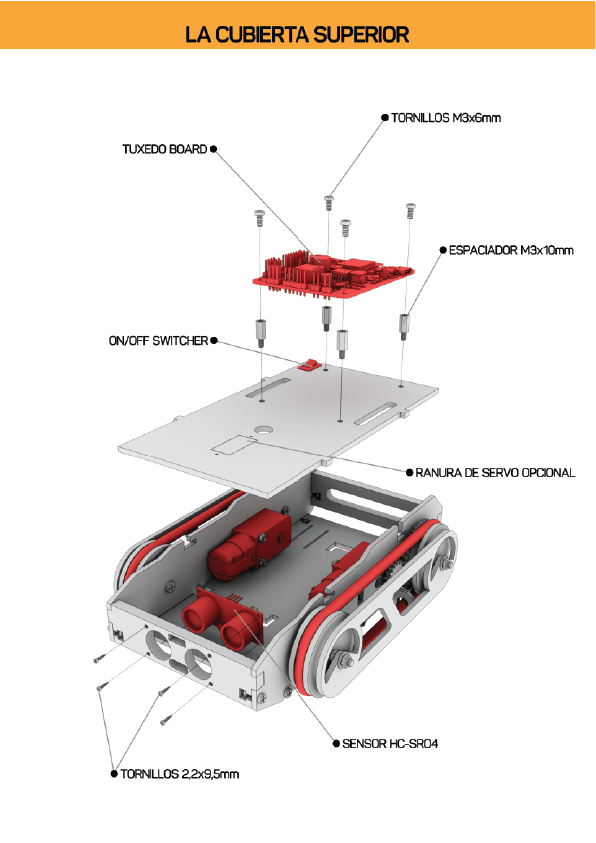 LA CUBIERTA SUPERIOR
TORNILLOS M3x6mm
TUXEDO BOARD
ESPACIADOR M3x10mm
ON/OFF SWITCHER
RANURA DE SERVO OPCIONAL
SENSOR HC-SR04
TORNILLOS 2,2x9,5mm